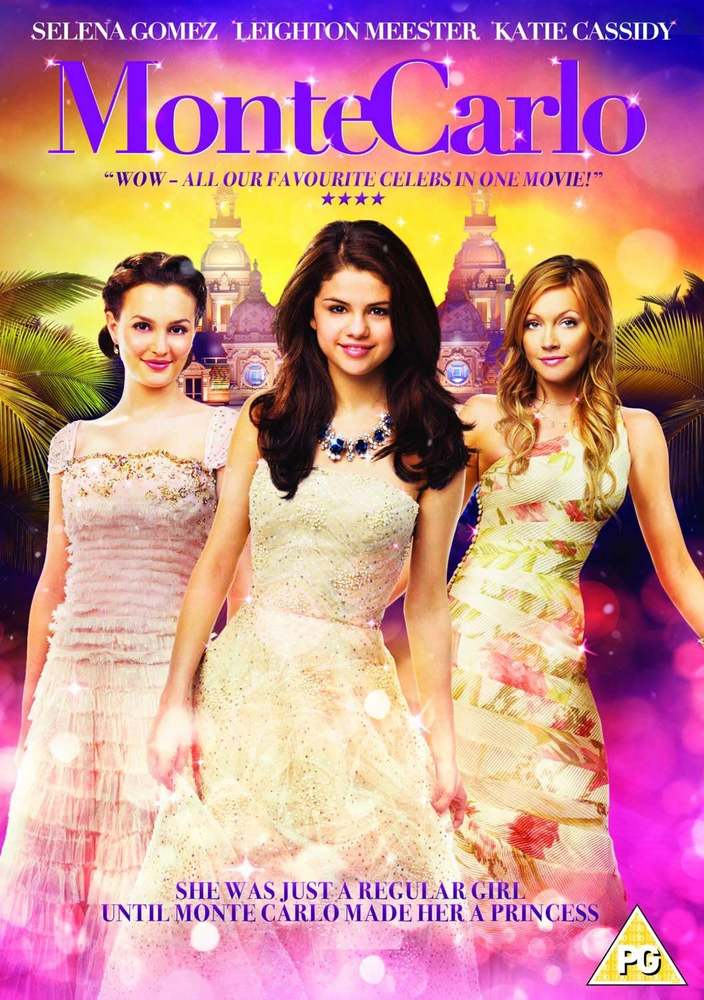 SELENA GOMEZ LEIGHTON MEESTER KATIE CASSIDY
MonteCarlo
“WOW – ALL OUR FAVOURITE CELEBS IN ONE MOVIE!”
★★★★
SHE WAS JUST A REGULAR GIRL
UNTIL MONTE CARLO MADE HER A PRINCESS
PG